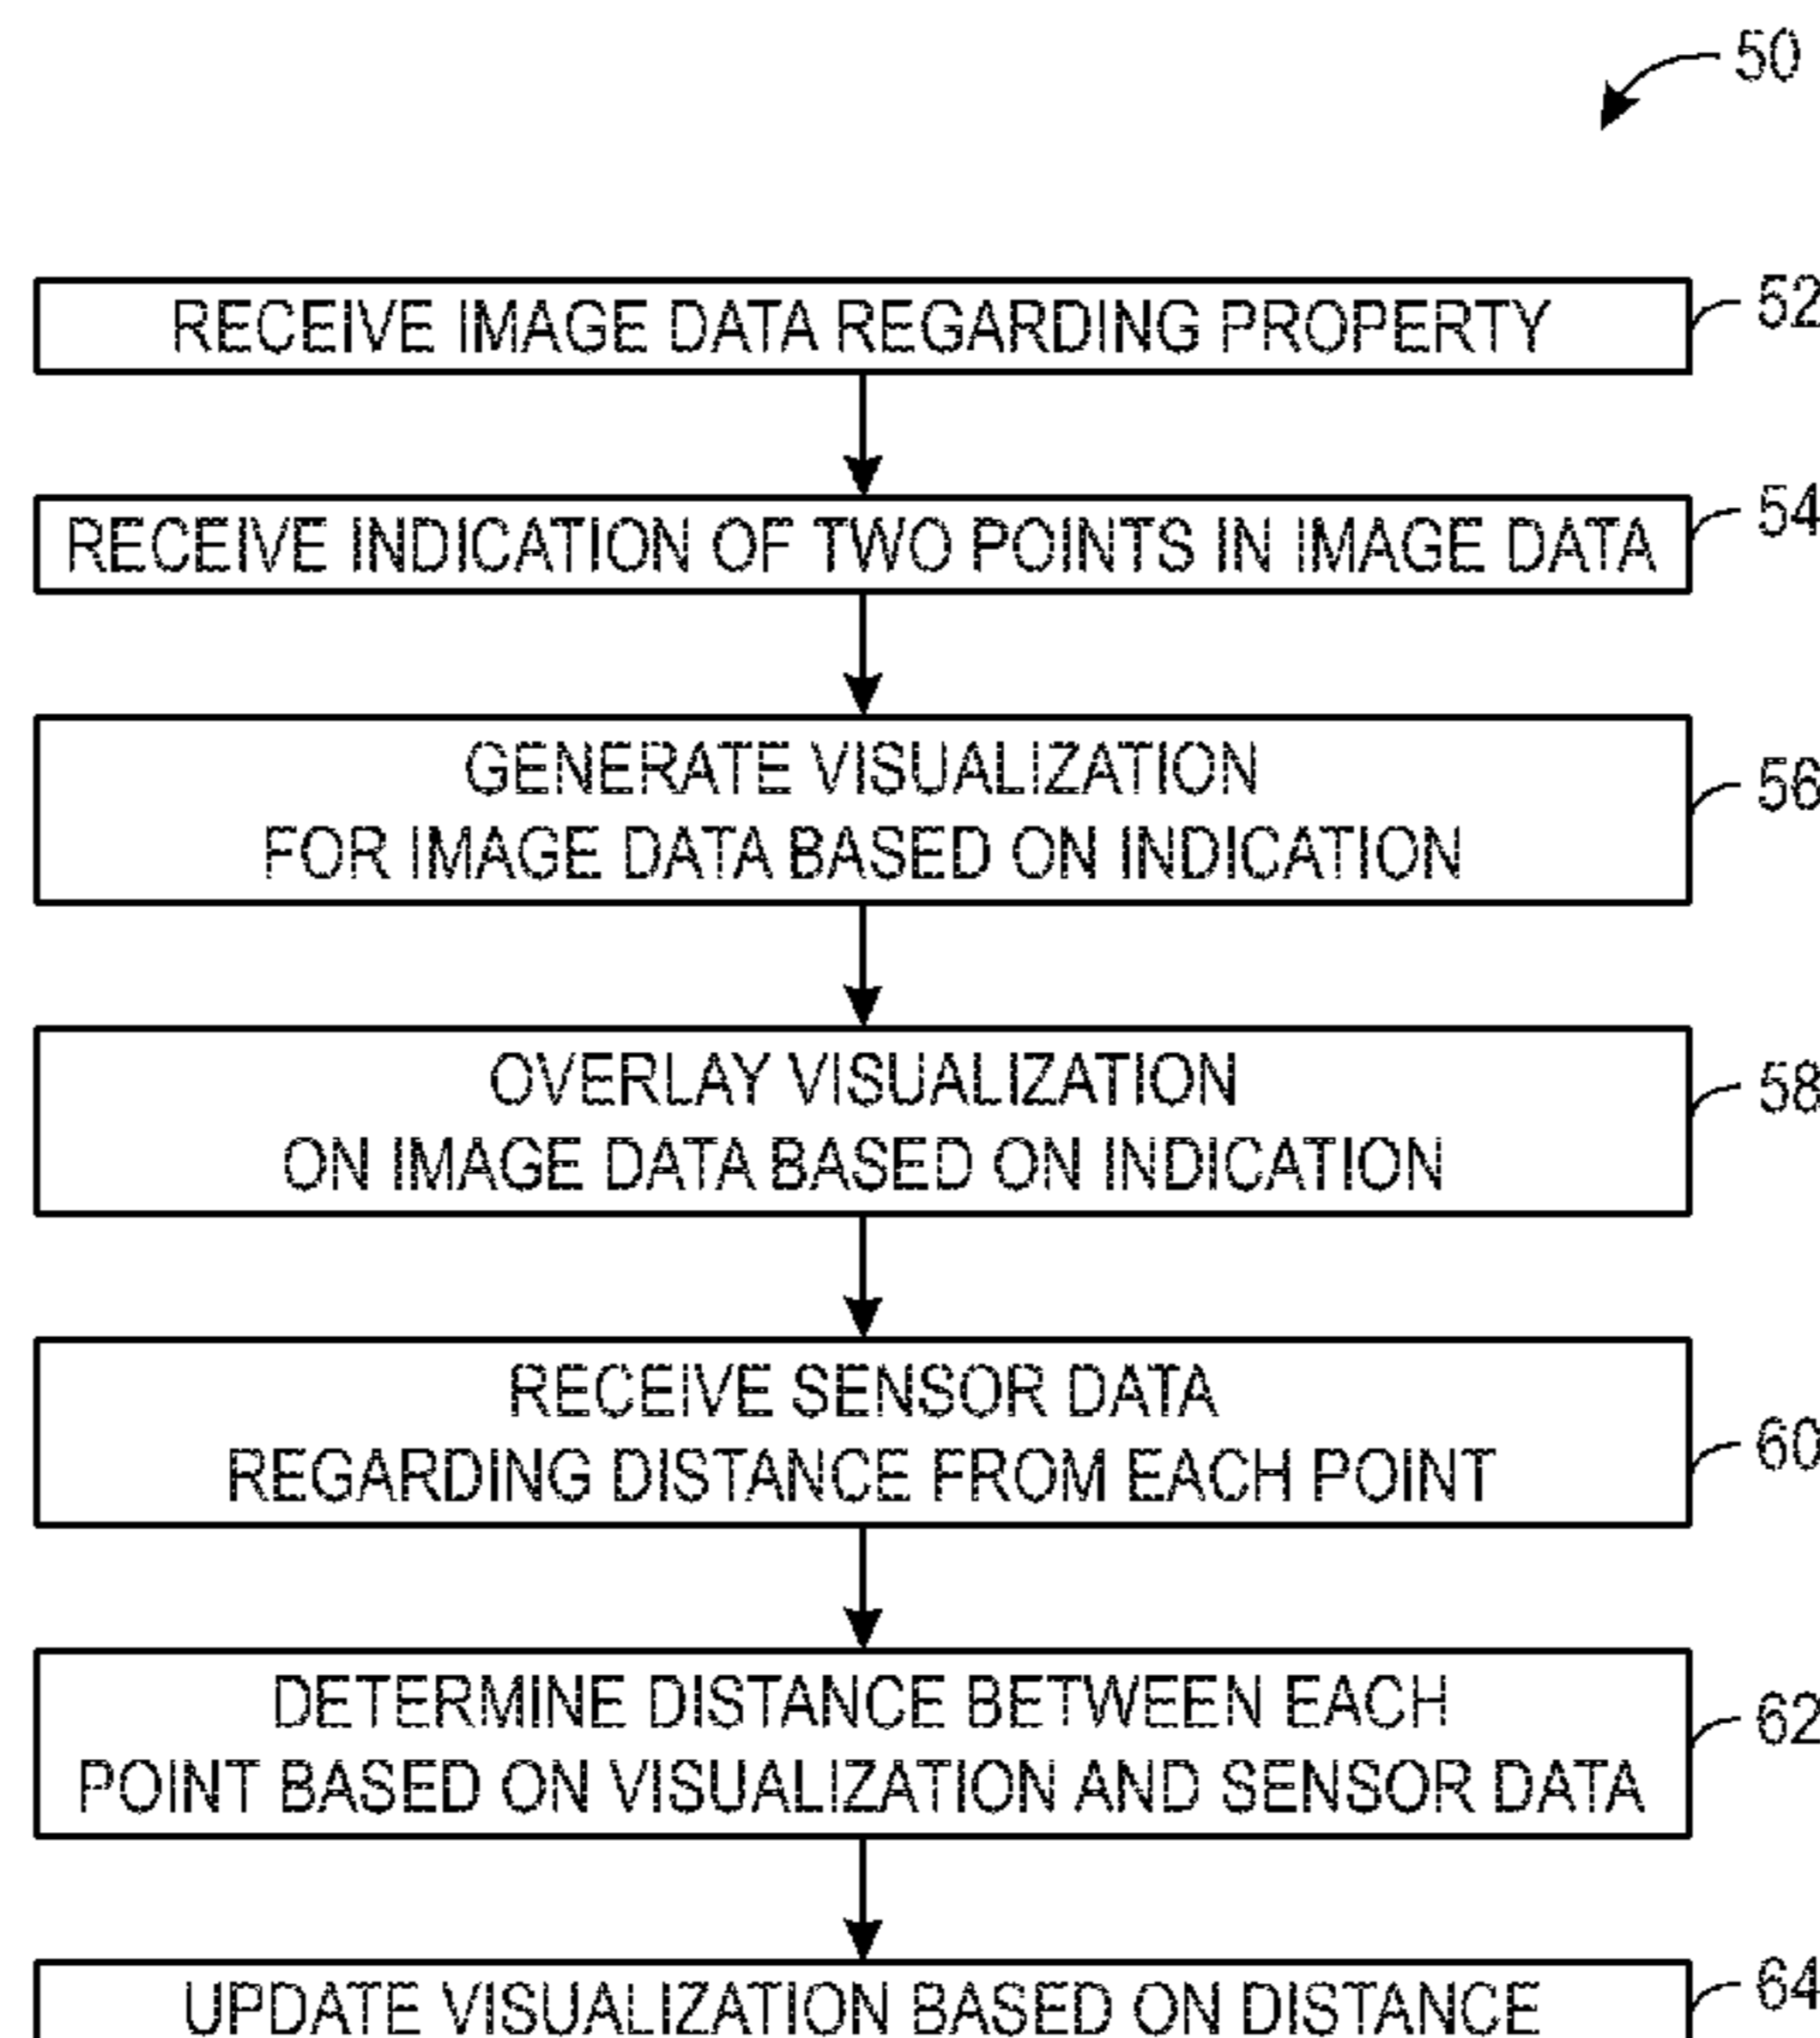 50
RECEIVE IMAGE DATA REGARDING PROPERTY
52
RECEIVE INDICATION OF TWO POINTS IN IMAGE DATA
54
GENERATE VISUALIZATION
FOR IMAGE DATA BASED ON INDICATION
56
OVERLAY VISUALIZATION
ON IMAGE DATA BASED ON INDICATION
58
RECEIVE SENSOR DATA
REGARDING DISTANCE FROM EACH POINT
60
DETERMINE DISTANCE BETWEEN EACH
POINT BASED ON VISUALIZATION AND SENSOR DATA
62
UPDATE VISUALIZATION BASED ON DISTANCE
64